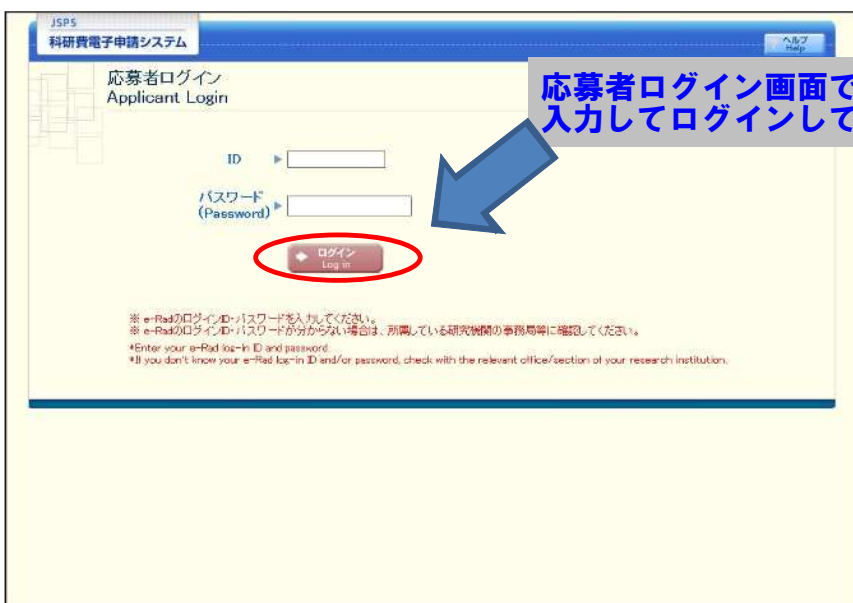 JSPS
科研費電子申請システム
ヘルプ
Help
応募者ログイン
Applicant Login
応募者ログイン画面で
入力してログインして
ID
パスワード
(Password)
ログイン
Log in
※ e-RadのログインID・パスワードを入力してください。
※ e-RadのログインID・パスワードが分からない場合は、所属している研究機関の事務局等に確認してください。
*Enter your e-Rad log-in ID and password.
*If you don't know your e-Rad log-in ID and/or password, check with the relevant office/section of your research institution.